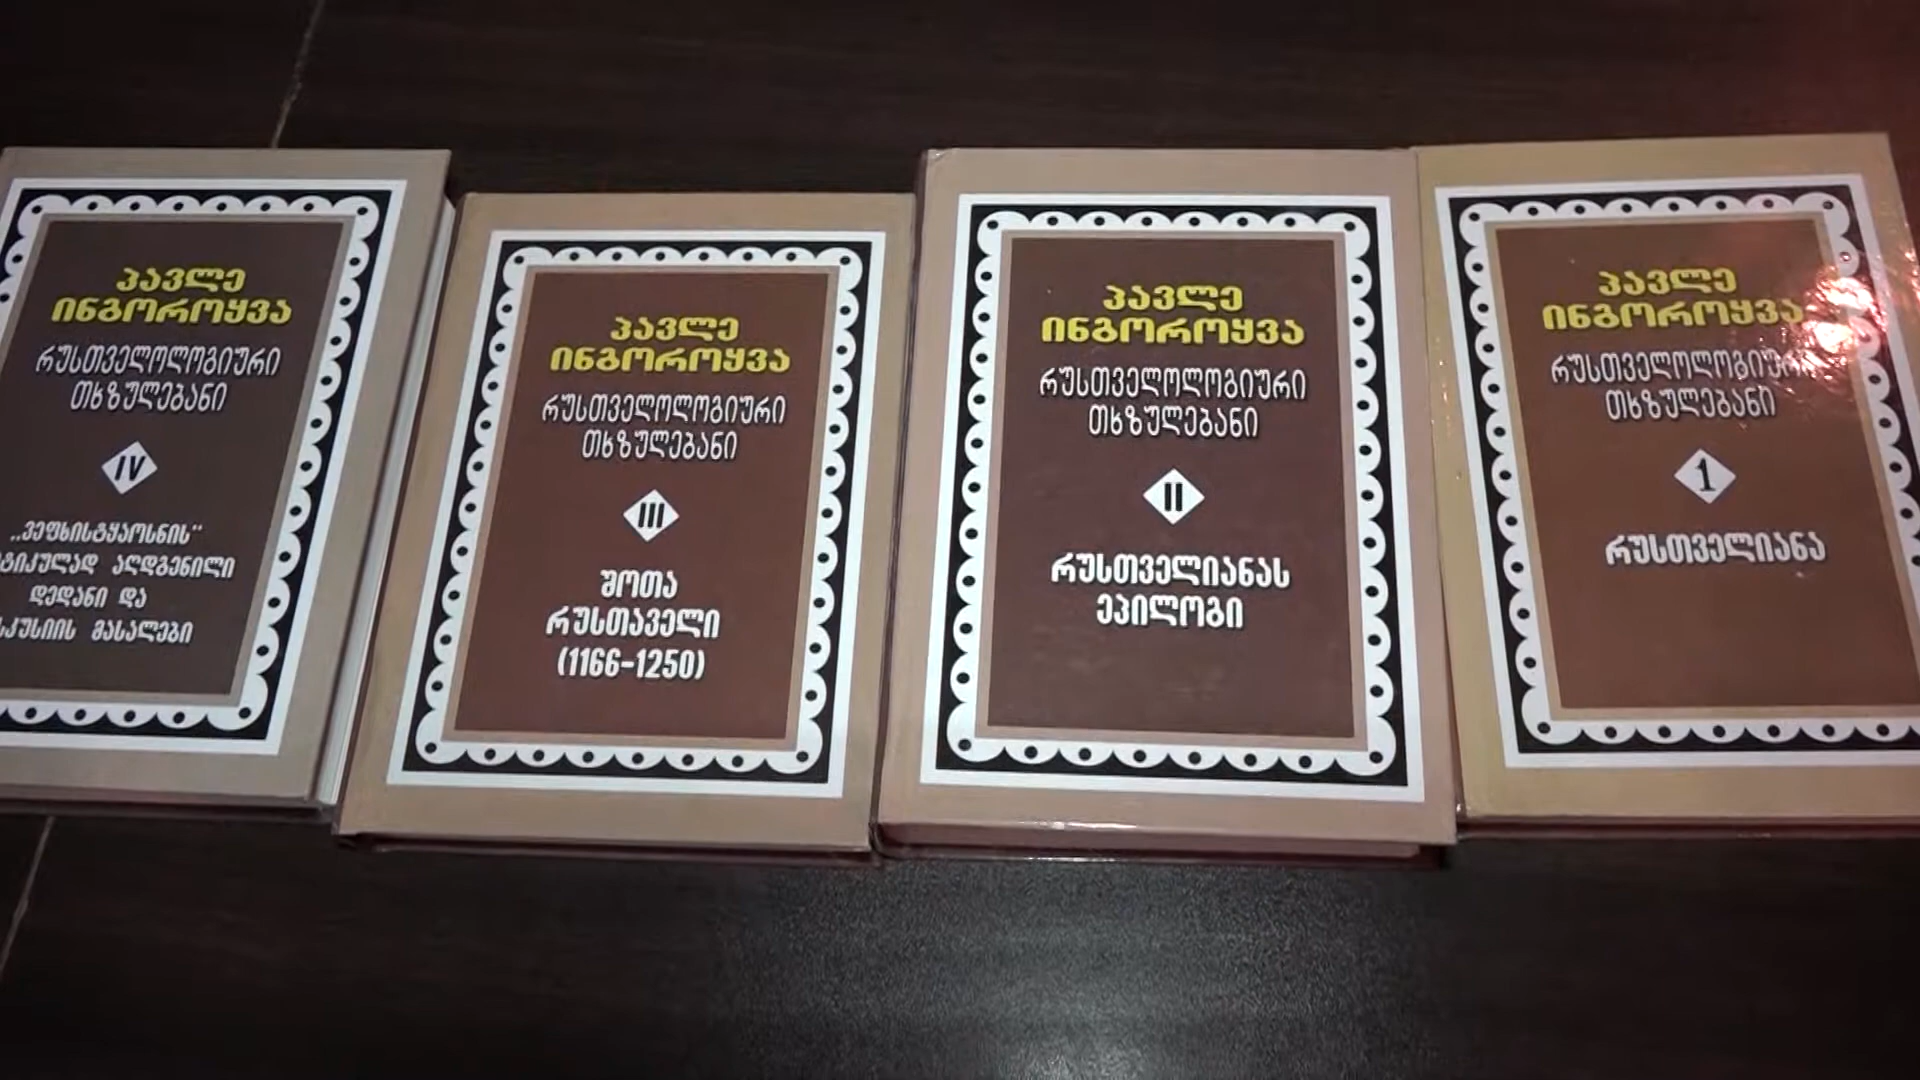 პავლე
ინგოროყვა
რუსთველოლოგიური
თხზულებანი
IV
„ვეფხისტყაოსნის“
აღდგენილი
დედანი და
მასალები
პავლე
ინგოროყვა
რუსთველოლოგიური
თხზულებანი
III
შოთა
რუსთაველი
(1166-1250)
პავლე
ინგოროყვა
რუსთველოლოგიური
თხზულებანი
II
რუსთველიანას
ეპილოგი
პავლე
ინგოროყვა
რუსთველოლოგიური
თხზულებანი
1
რუსთველიანა